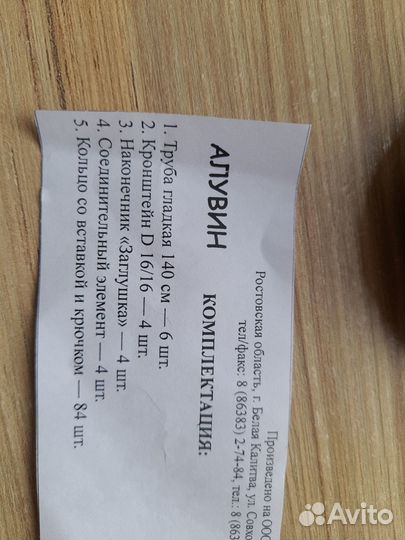 Произведено на ООО
Ростовская область, г. Белая Калитва, ул. Совхо
тел/факс: 8 (86383) 2-74-84, тел.: 8 (863
АЛУВИН
КОМПЛЕКТАЦИЯ:
1. Труба гладкая 140 см — 6 шт.
2. Кронштейн D 16/16 — 4 шт.
3. Наконечник «Заглушка» — 4 шт.
4. Соединительный элемент — 4 шт.
5. Кольцо со вставкой и крючком — 84 шт.
Avito